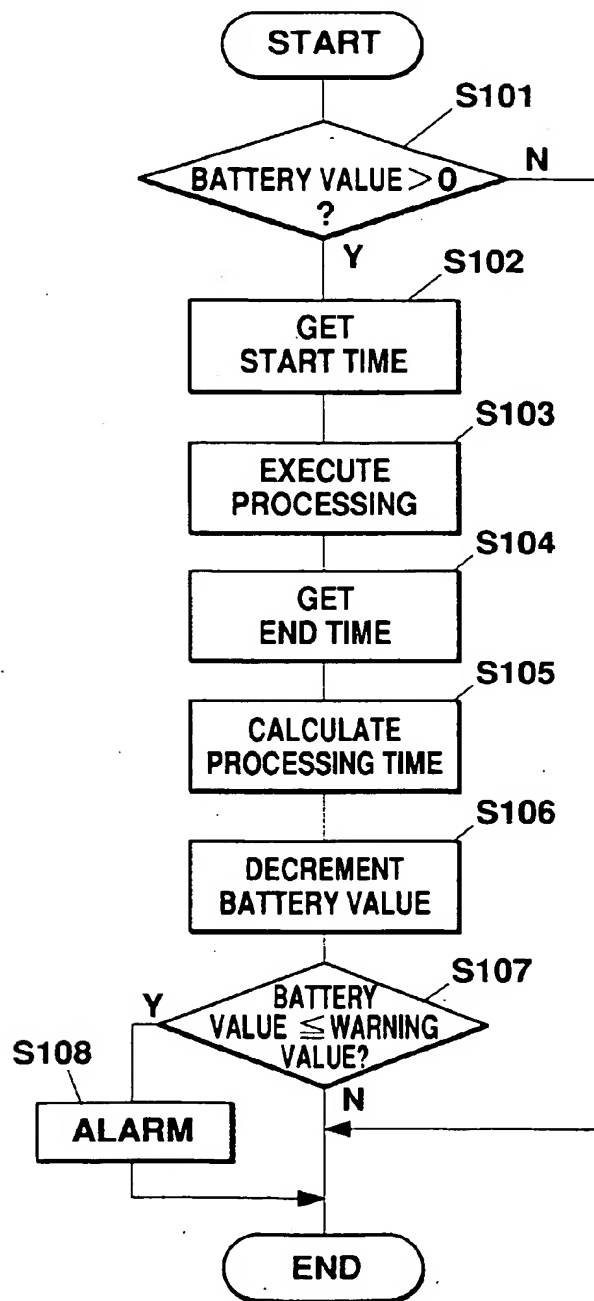 START
S101
BATTERY VALUE > 0
?
N
Y
S102
GET
START TIME
S103
EXECUTE
PROCESSING
S104
GET
END TIME
S105
CALCULATE
PROCESSING TIME
S106
DECREMENT
BATTERY VALUE
S107
BATTERY
VALUE ≦ WARNING
VALUE?
Y
N
S108
ALARM
END